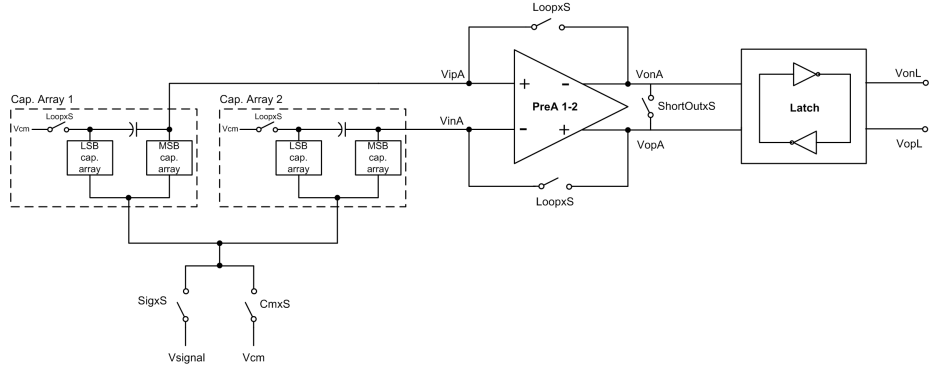 LoopxS
VipA
VonA
Cap. Array 1
Cap. Array 2
+
-
PreA 1-2
ShortOutxS
Latch
VonL
LoopxS
Vcm
LoopxS
Vcm
VinA
-
+
VopA
VopL
LSB
cap.
array
MSB
cap.
array
LSB
cap.
array
MSB
cap.
array
LoopxS
SigxS
CmxS
Vsignal
Vcm